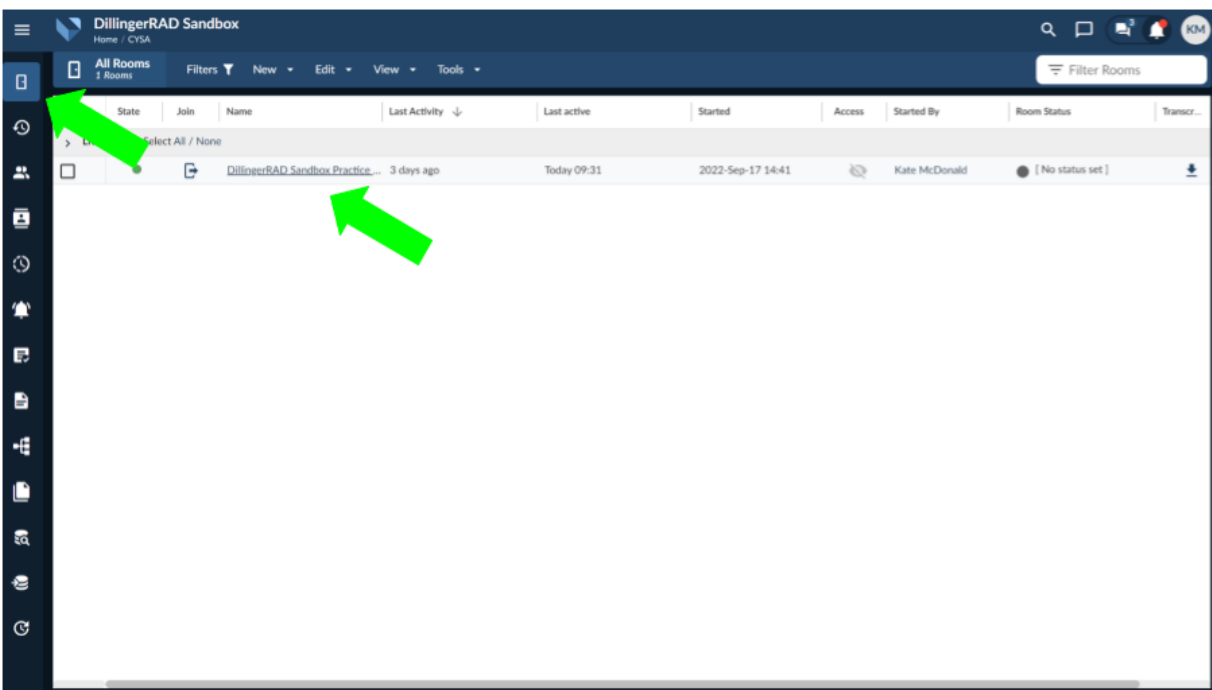 DillingerRAD Sandbox
Home / CYSA
3
KM
All Rooms
1 Rooms
Filters New Edit View Tools
Filter Rooms
State Join Name Last Activity Last active Started Access Started By Room Status Transcr...
Select All / None
DillingerRAD Sandbox Practice ... 3 days ago Today 09:31 2022-Sep-17 14:41 Kate McDonald [ No status set ]